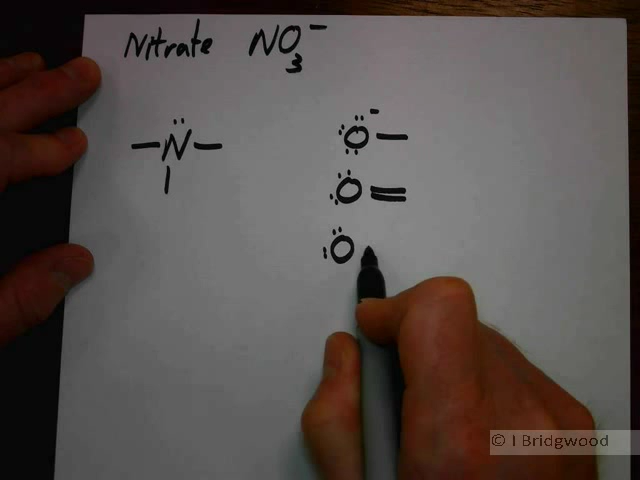 Nitrate NO3−
−N− O−
O=
O
© I Bridgwood